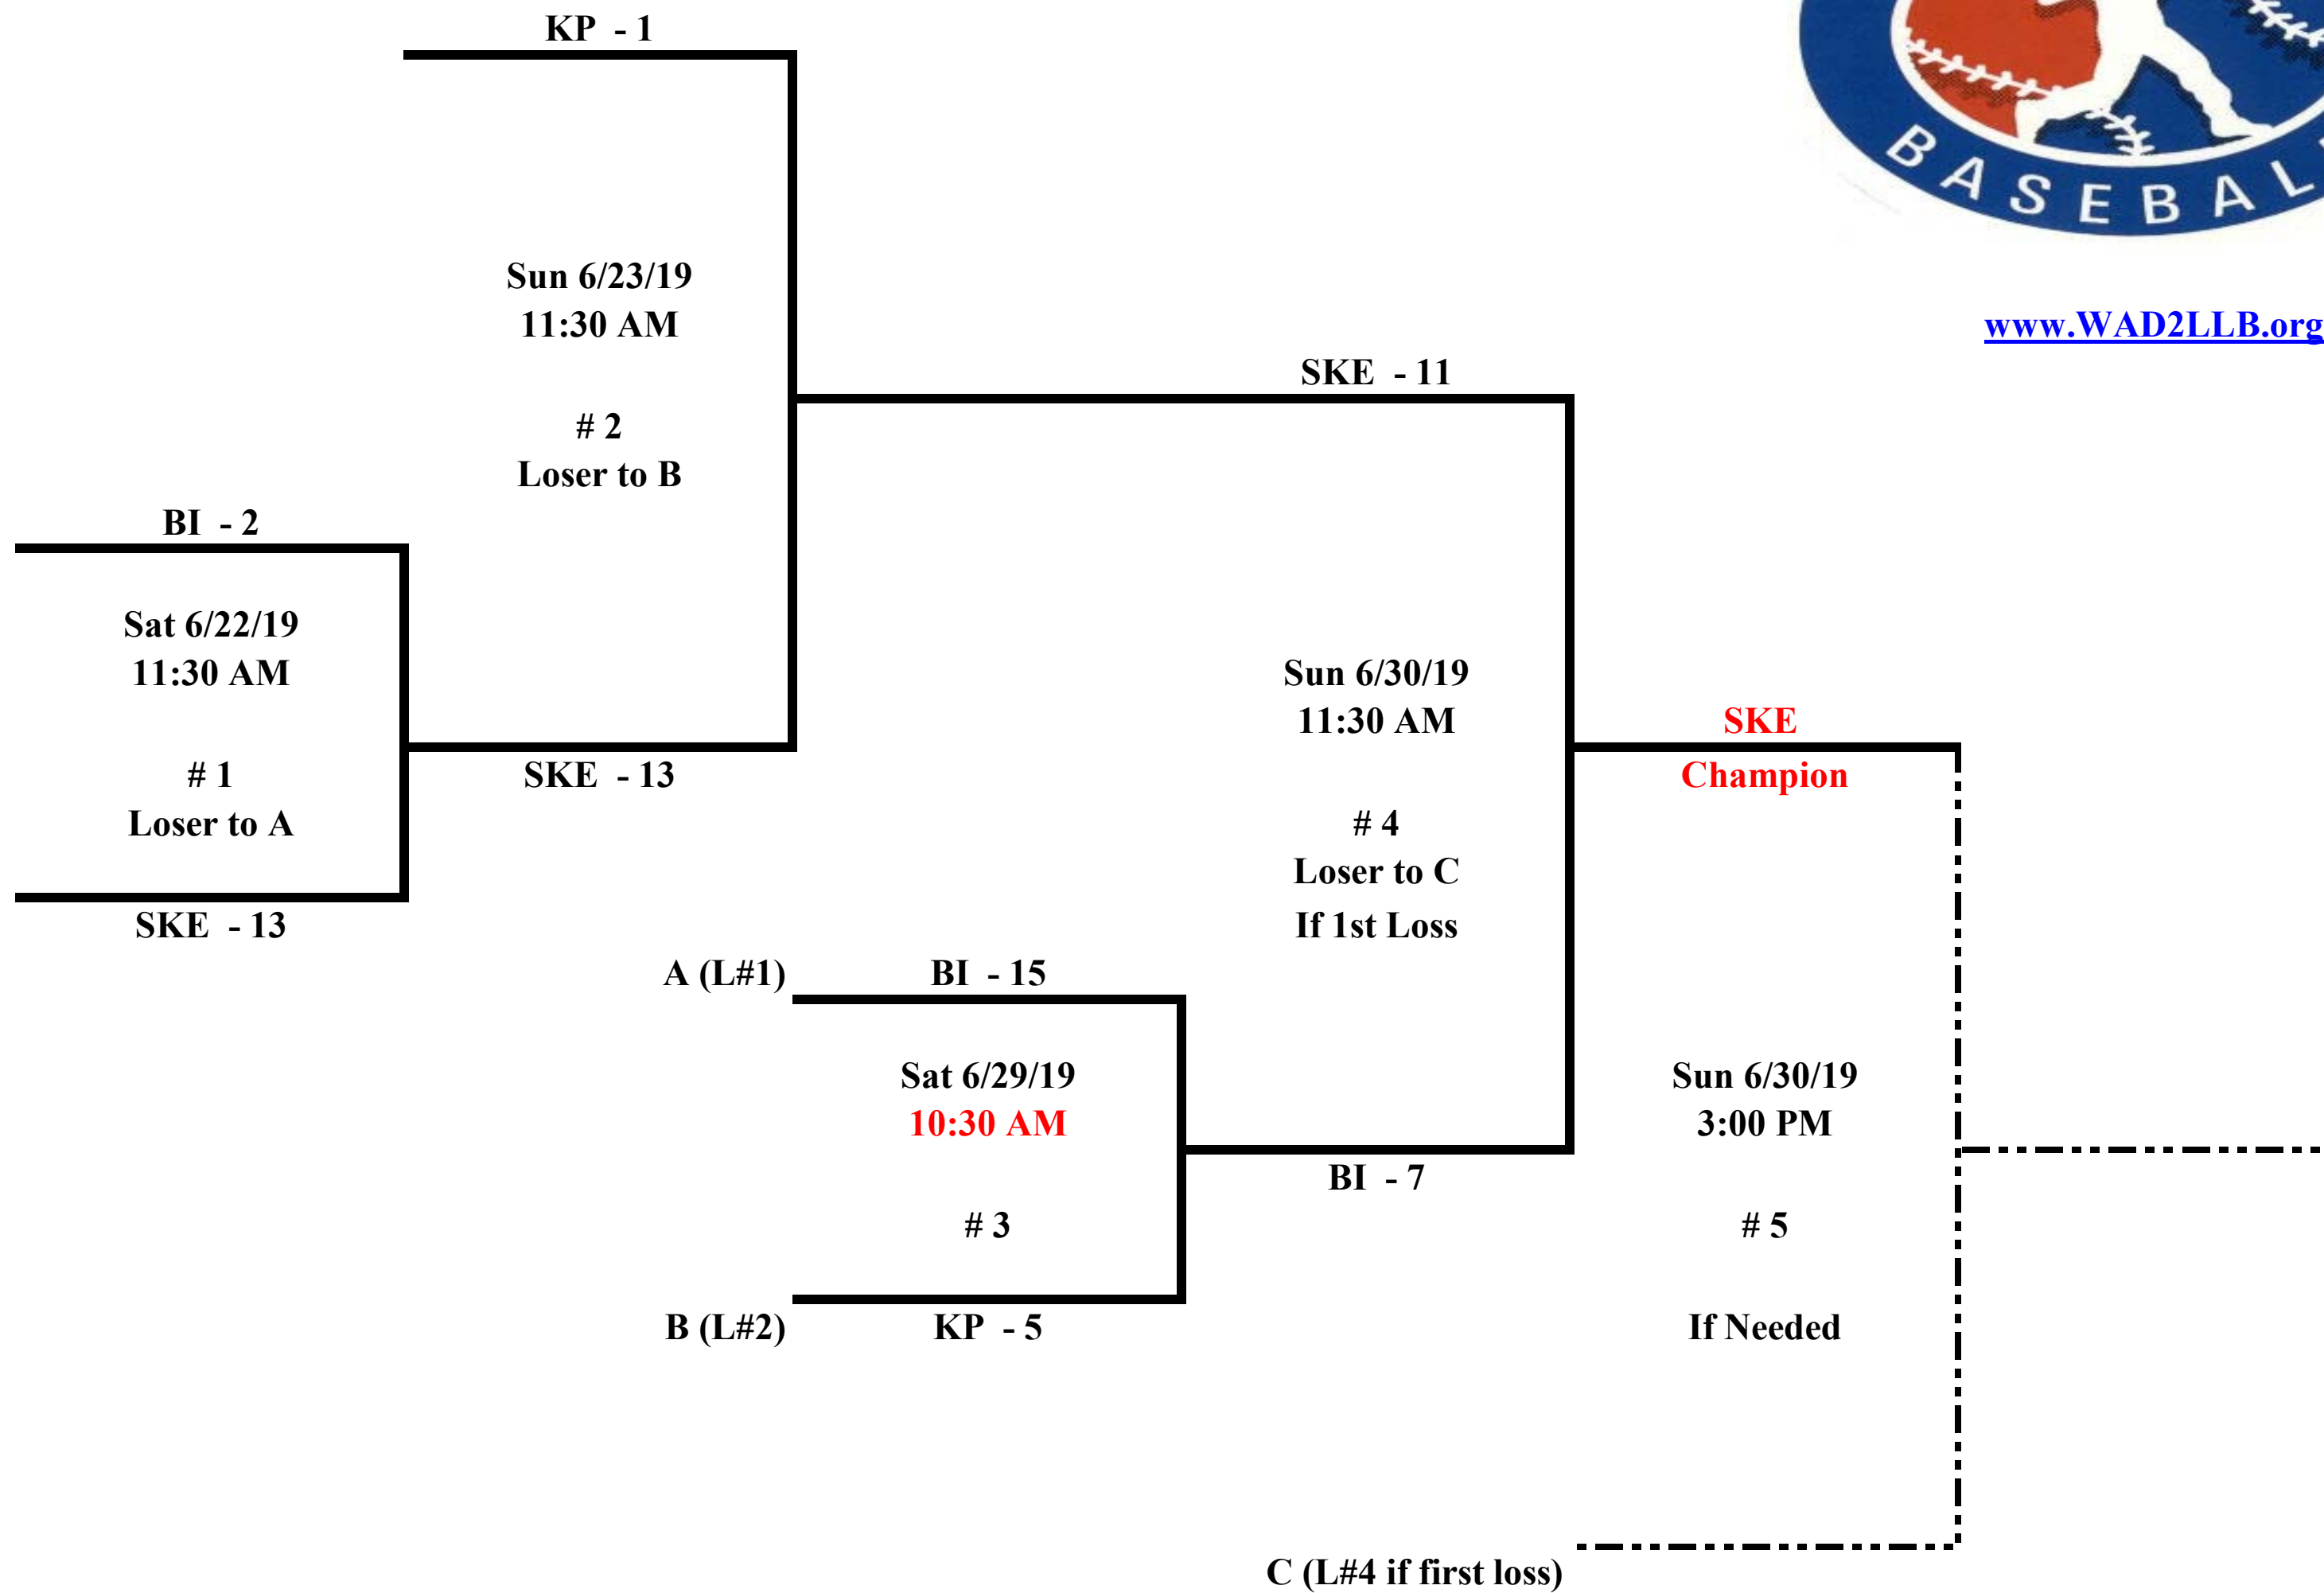 KP - 1
BASEBAL
Sun 6/23/19
11:30 AM
www.WAD2LLB.org
SKE - 11
# 2
Loser to B
BI - 2
Sat 6/22/19
11:30 AM
Sun 6/30/19
11:30 AM
SKE
# 1
SKE - 13
Champion
Loser to A
# 4
Loser to C
SKE - 13
If 1st Loss
A (L#1)
BI - 15
Sat 6/29/19
Sun 6/30/19
10:30 AM
3:00 PM
BI - 7
# 3
# 5
B (L#2)
KP - 5
If Needed
C (L#4 if first loss)